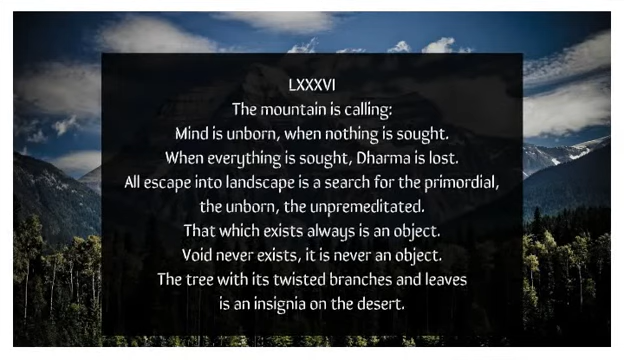 LXXXVI
The mountain is calling:
Mind is unborn, when nothing is sought.
When everything is sought, Dharma is lost.
All escape into landscape is a search for the primordial,
the unborn, the unpremeditated.
That which exists always is an object.
Void never exists, it is never an object.
The tree with its twisted branches and leaves
is an insignia on the desert.